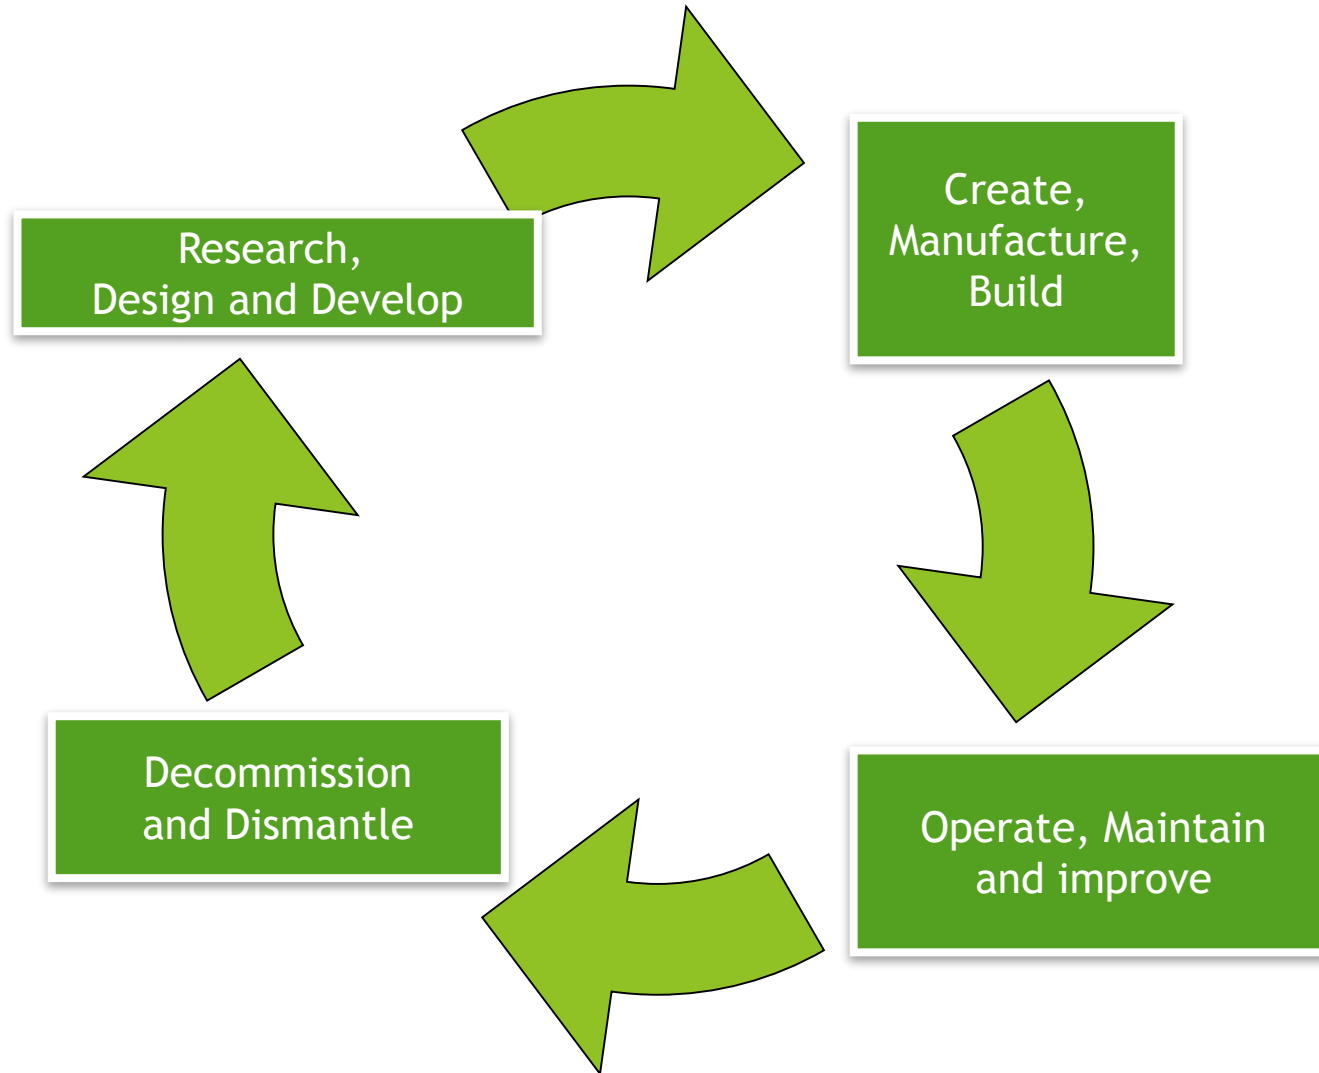 Research,
Design and Develop
Create,
Manufacture,
Build
Operate, Maintain
and improve
Decommission
and Dismantle